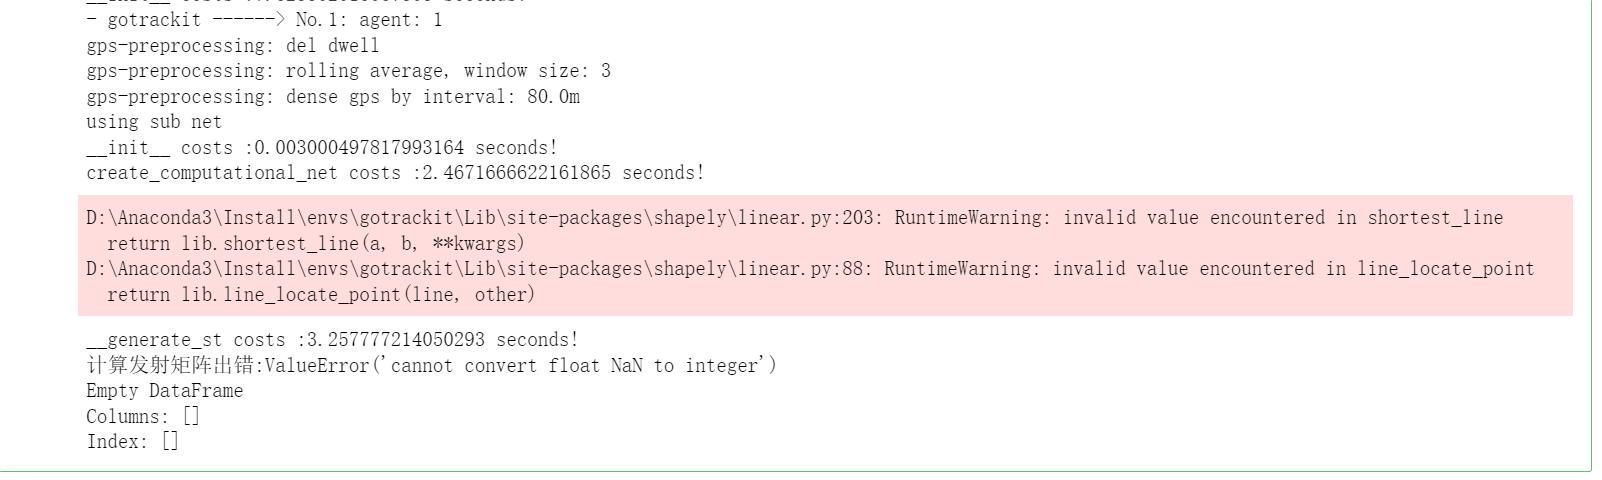 - gotrackit ------> No.1: agent: 1
gps-preprocessing: del dwell
gps-preprocessing: rolling average, window size: 3
gps-preprocessing: dense gps by interval: 80.0m
using sub net
__init__ costs :0.003000497817993164 seconds!
create_computational_net costs :2.4671666622161865 seconds!
D:\Anaconda3\Install\envs\gotrackit\Lib\site-packages\shapely\linear.py:203: RuntimeWarning: invalid value encountered in shortest_line
  return lib.shortest_line(a, b, **kwargs)
D:\Anaconda3\Install\envs\gotrackit\Lib\site-packages\shapely\linear.py:88: RuntimeWarning: invalid value encountered in line_locate_point
  return lib.line_locate_point(line, other)
__generate_st costs :3.257777214050293 seconds!
计算发射矩阵出错:ValueError('cannot convert float NaN to integer')
Empty DataFrame
Columns: []
Index: []